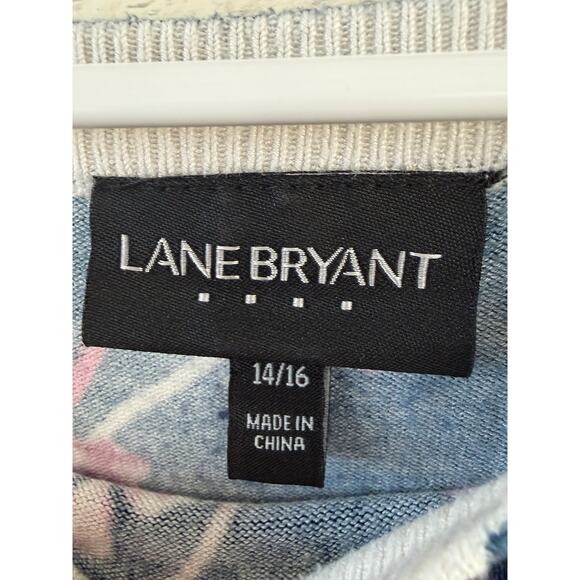 LANE BRYANT
14/16
MADE IN
CHINA